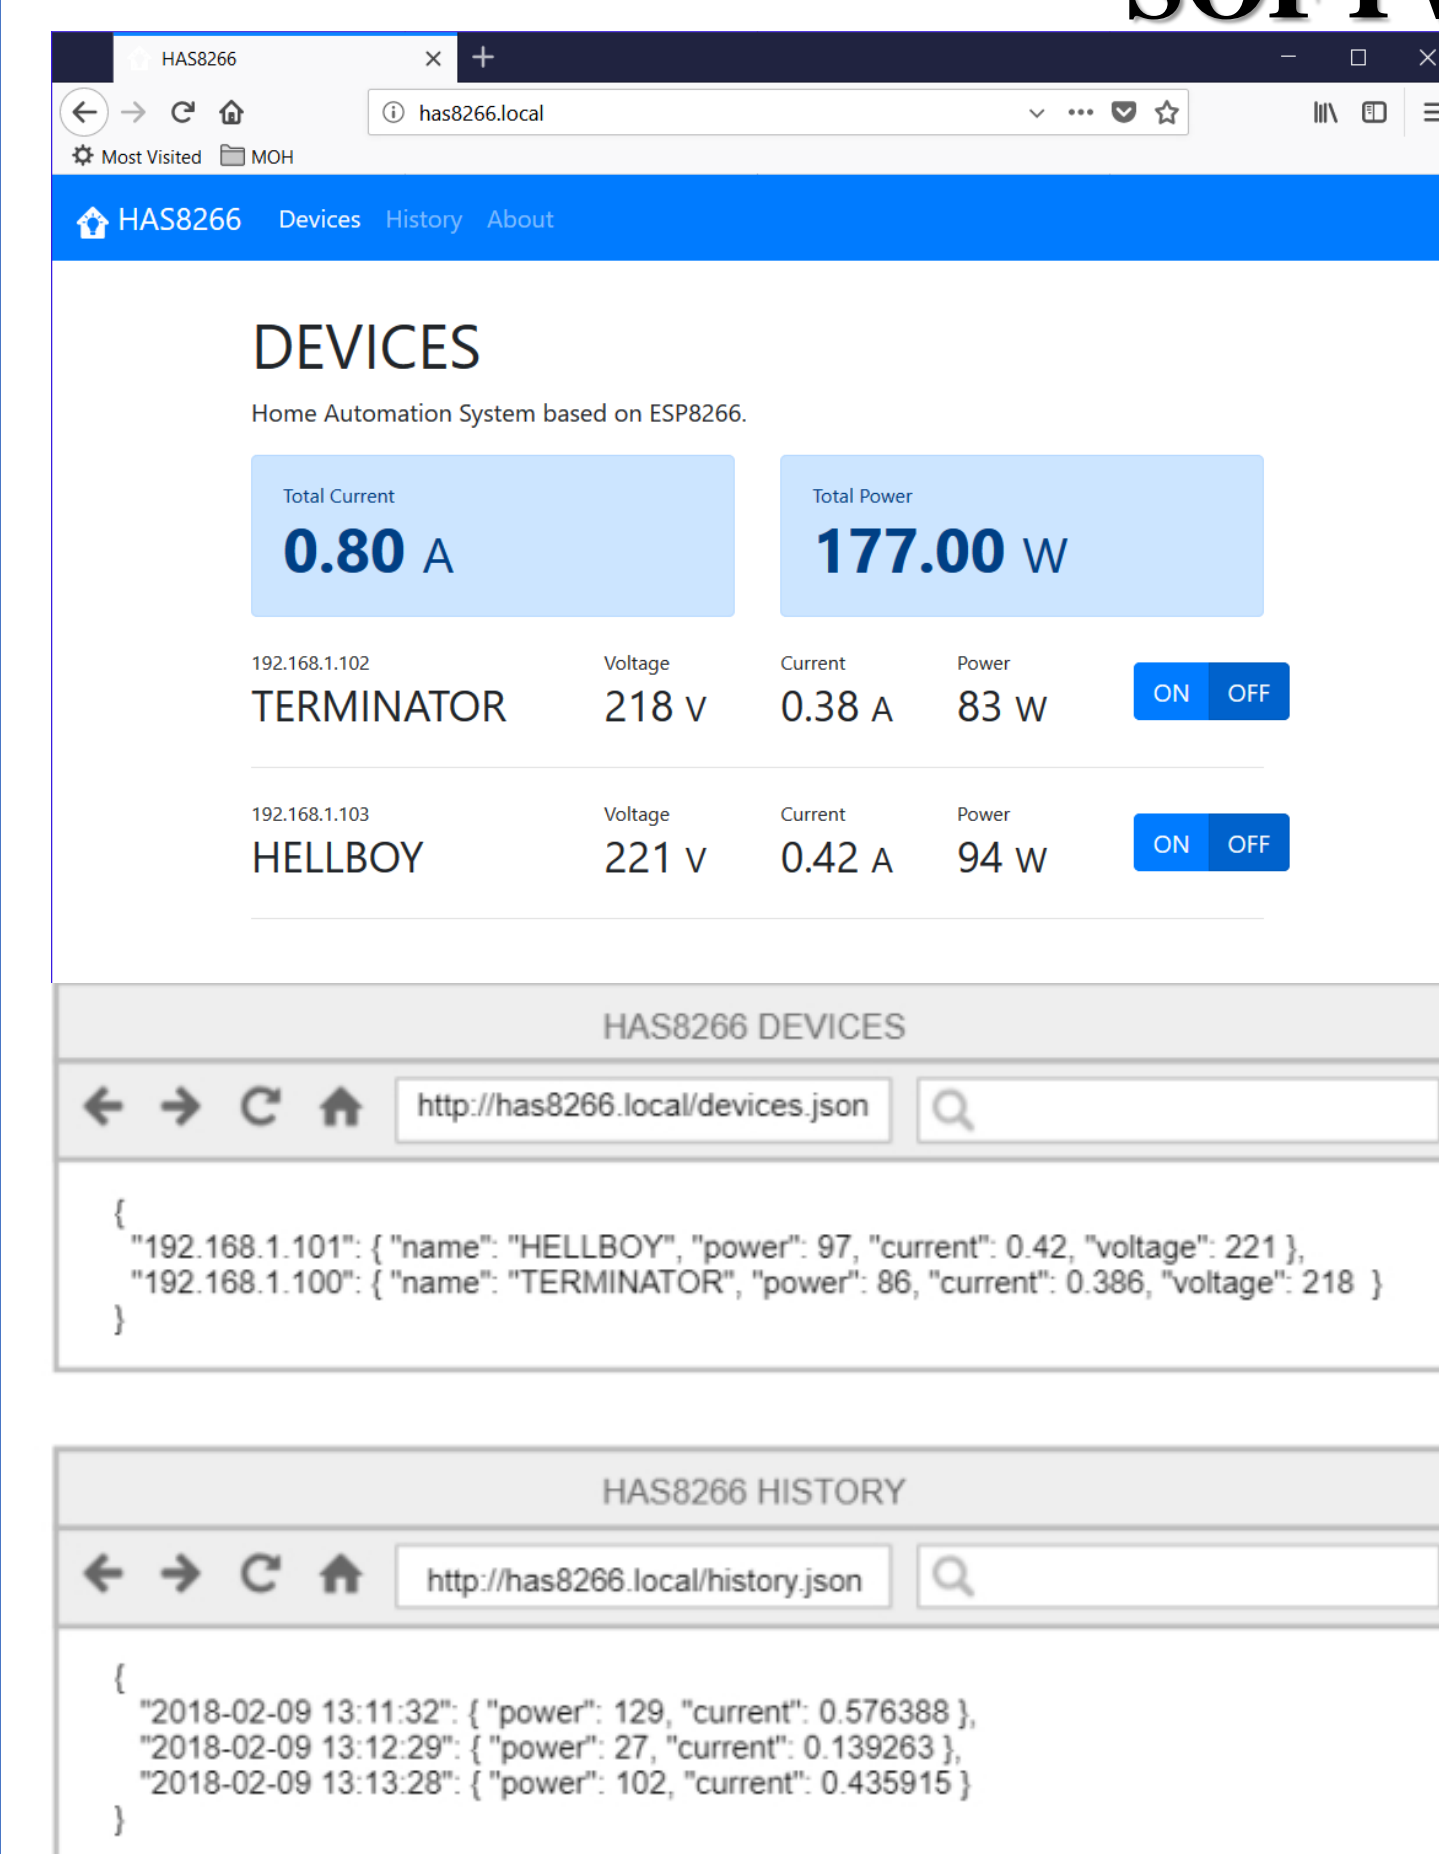 HAS8266
has8266.local
Most Visited MOH
HAS8266 Devices History About
DEVICES
Home Automation System based on ESP8266.
Total Current Total Power
0.80 A 177.00 W
192.168.1.102 Voltage Current Power
TERMINATOR 218 V 0.38 A 83 W ON OFF
192.168.1.103 Voltage Current Power
HELLBOY 221 V 0.42 A 94 W ON OFF
HAS8266 DEVICES
http://has8266.local/devices.json
{
"192.168.1.101": { "name": "HELLBOY", "power": 97, "current": 0.42, "voltage": 221 },
"192.168.1.100": { "name": "TERMINATOR", "power": 86, "current": 0.386, "voltage": 218 }
}
HAS8266 HISTORY
http://has8266.local/history.json
{
"2018-02-09 13:11:32": { "power": 129, "current": 0.576388 },
"2018-02-09 13:12:29": { "power": 27, "current": 0.139263 },
"2018-02-09 13:13:28": { "power": 102, "current": 0.435915 }
}